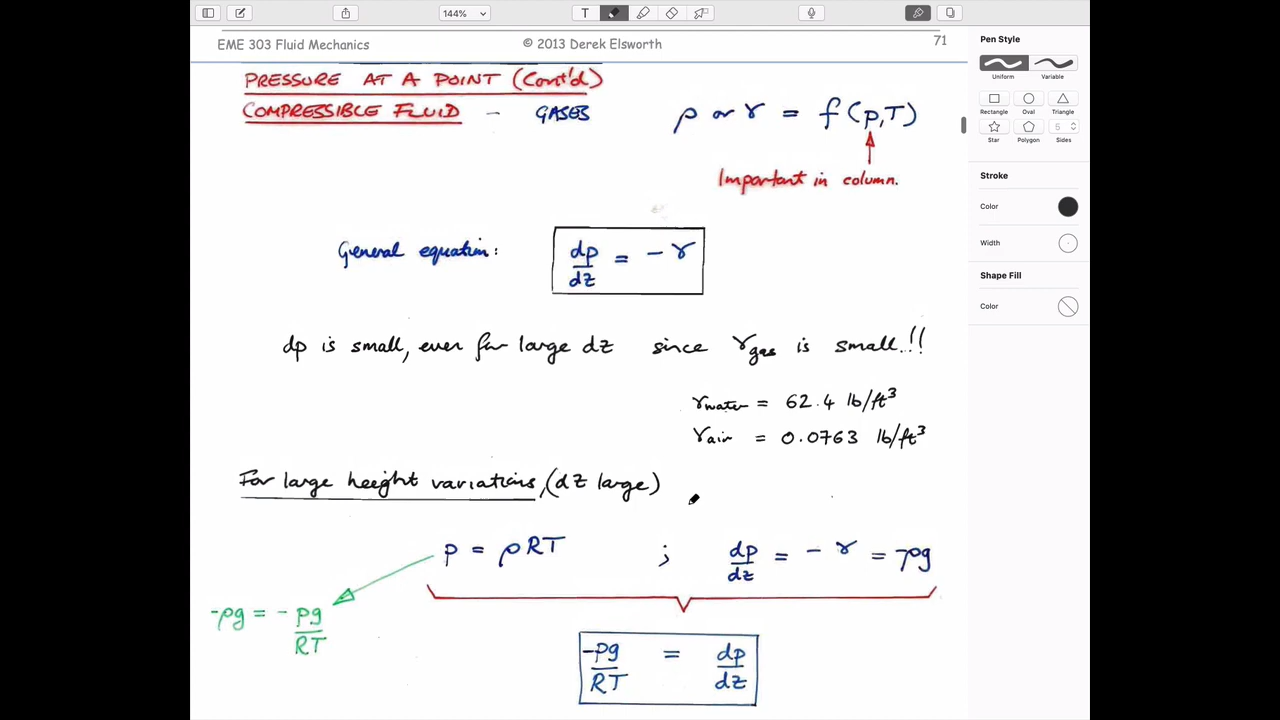 144%
T
EME 303 Fluid Mechanics © 2013 Derek Elsworth 71
PRESSURE AT A POINT (Cont'd)
COMPRESSIBLE FLUID - GASES
ρ or γ = f(p,T)
Important in column.
General equation: dp/dz = - γ
dp is small, even for large dz since γgas is small!!
γwater = 62.4 lb/ft³
γair = 0.0763 lb/ft³
For large height variations, (dz large)
p = ρRT ; dp/dz = - γ = -ρg
-ρg = - pg/RT
-pg/RT = dp/dz
Pen Style
Uniform Variable
Rectangle Oval Triangle
5
Star Polygon Sides
Stroke
Color
Width
Shape Fill
Color